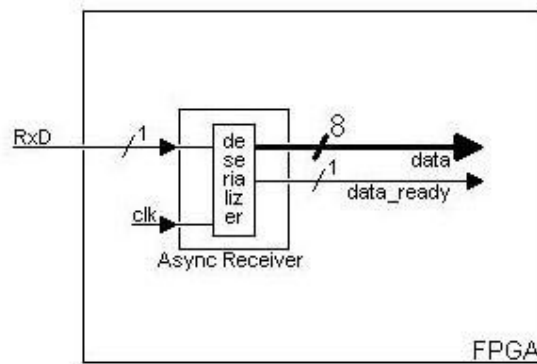 RxD
1
8
data
1
data_ready
clk
de
se
ria
liz
er
Async Receiver
FPGA